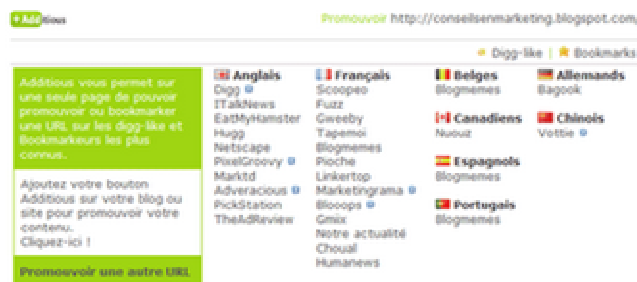 +Additious
Promouvoir http://conseilsenmarketing.blogspot.com/
Digg-like | Bookmarks
Additious vous permet sur
une seule page de pouvoir
promouvoir ou bookmarker
une URL sur les digg-like et
Bookmarkeurs les plus
connus.
Ajoutez votre bouton
Additious sur votre blog ou
site pour promouvoir votre
contenu.
Cliquez-ici !
Promouvoir une autre URL
Anglais
Digg
ITalkNews
EatMyHamster
Hugg
Netscape
PixelGroovy
Marktd
Adveracious
PickStation
TheAdReview
Français
Scoopeo
Fuzz
Gweeby
Tapemoi
Blogmemes
Pioche
Linkertop
Marketingrama
Blooops
Gmiix
Notre actualité
Choual
Humanews
Belges
Blogmemes
Canadiens
Nuouz
Espagnols
Blogmemes
Portugais
Blogmemes
Allemands
Bagook
Chinois
Vottie